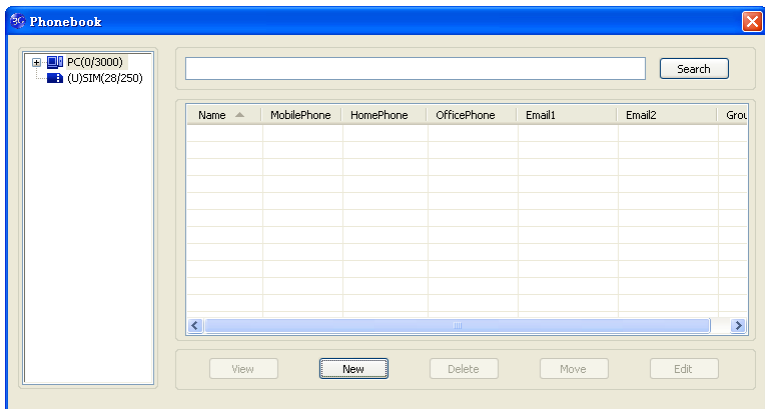 Phonebook
PC(0/3000)
(U)SIM(28/250)
Search
Name MobilePhone HomePhone OfficePhone Email1 Email2 Grou
View New Delete Move Edit